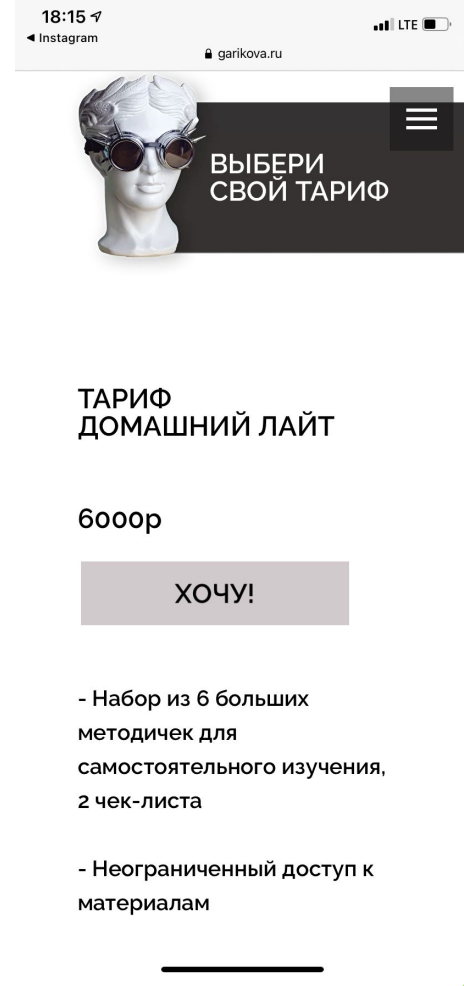 18:15
LTE
◀ Instagram
garikova.ru
ВЫБЕРИ
СВОЙ ТАРИФ
ТАРИФ
ДОМАШНИЙ ЛАЙТ
6000р
ХОЧУ!
- Набор из 6 больших
методичек для
самостоятельного изучения,
2 чек-листа
- Неограниченный доступ к
материалам